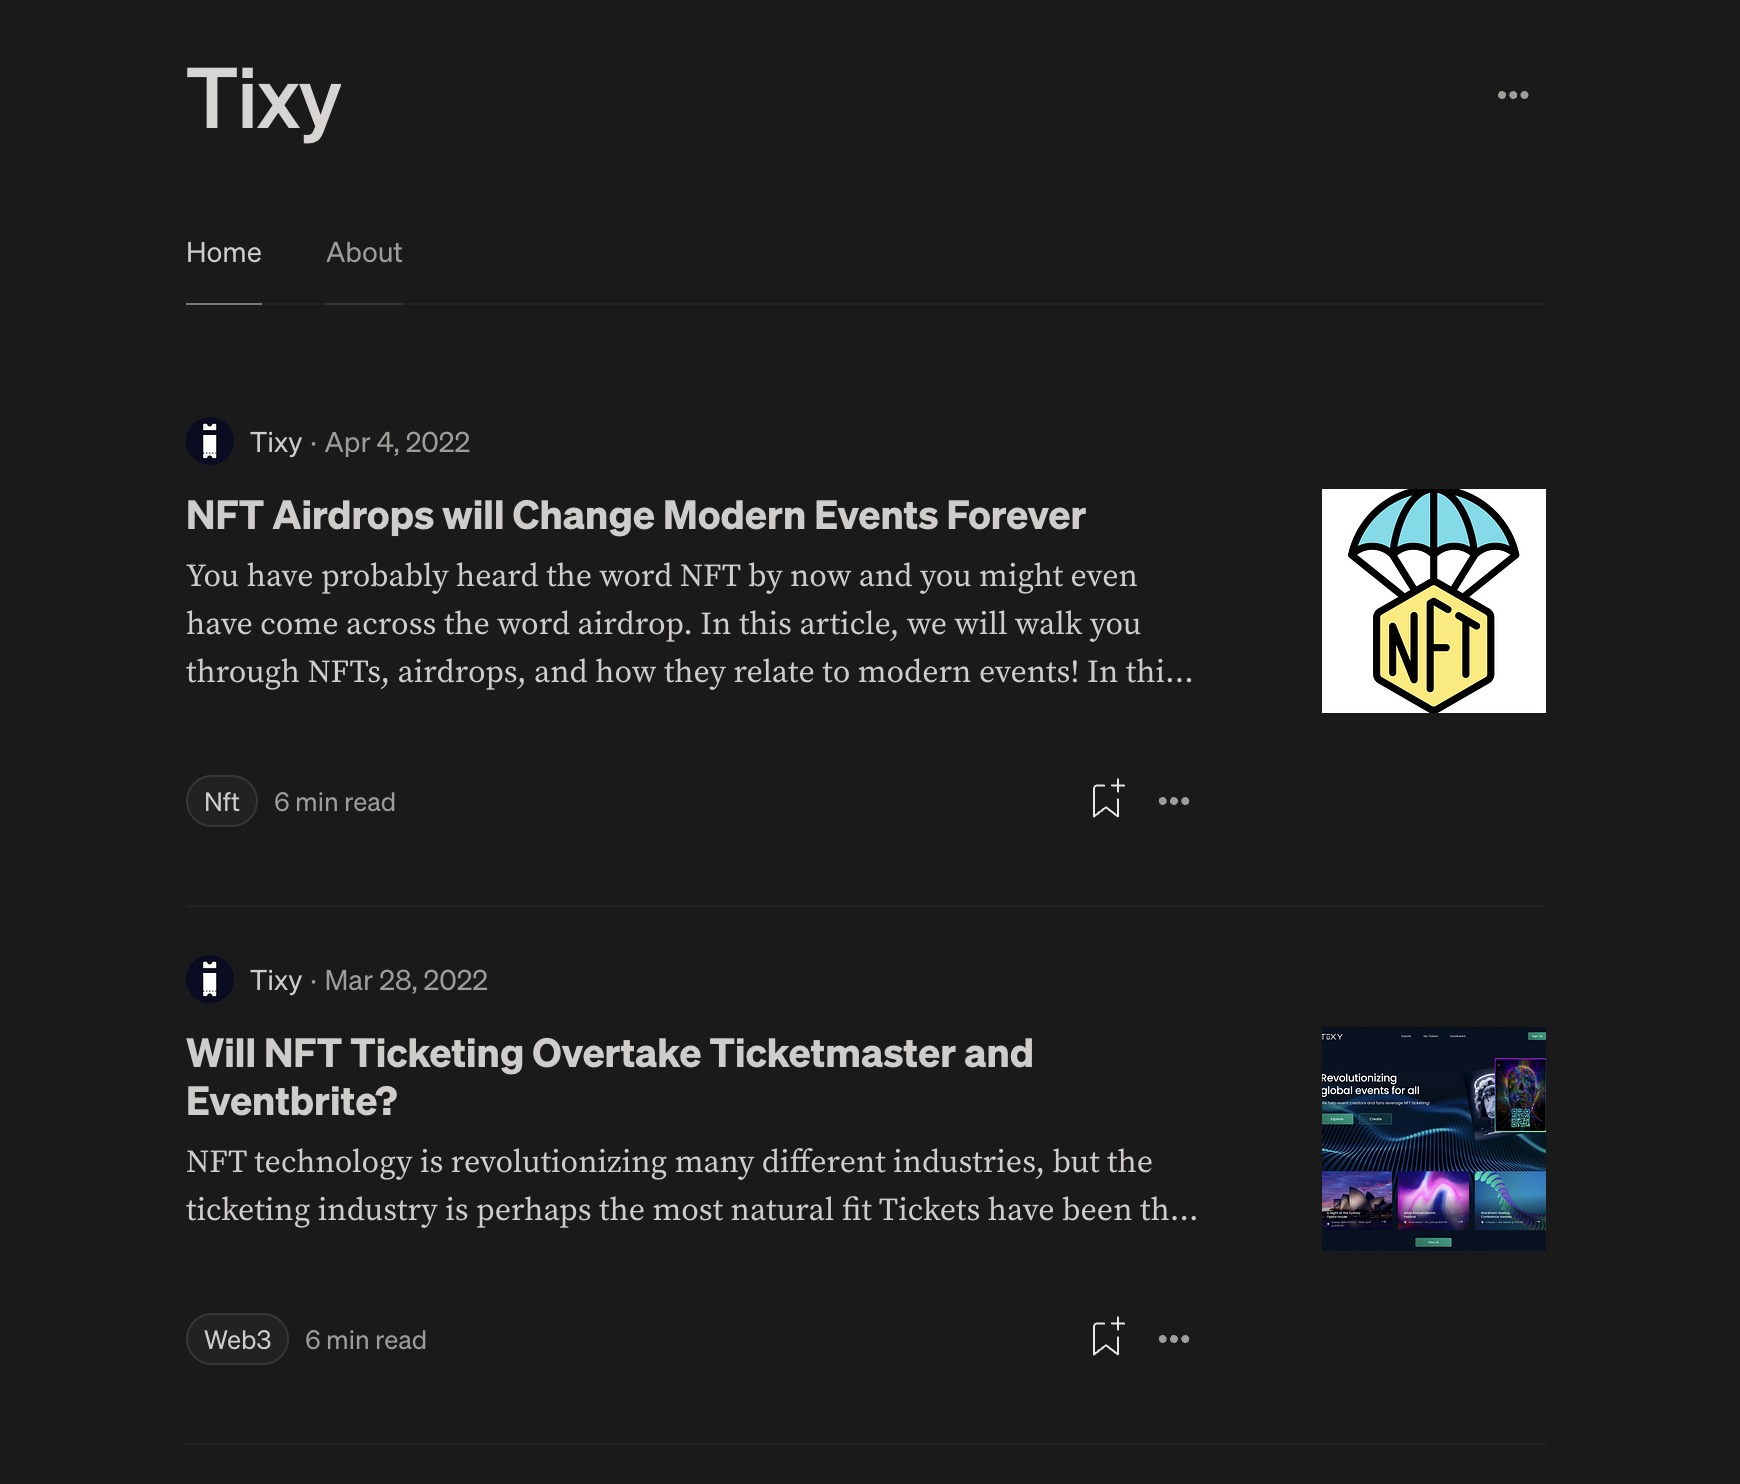 Tixy
Home About
Tixy · Apr 4, 2022
NFT Airdrops will Change Modern Events Forever
You have probably heard the word NFT by now and you might even
have come across the word airdrop. In this article, we will walk you
through NFTs, airdrops, and how they relate to modern events! In thi...
NFT
Nft 6 min read
Tixy · Mar 28, 2022
Will NFT Ticketing Overtake Ticketmaster and
Eventbrite?
NFT technology is revolutionizing many different industries, but the
ticketing industry is perhaps the most natural fit Tickets have been th...
TIXY
Revolutionizing
global events for all
Explore Create
Web3 6 min read